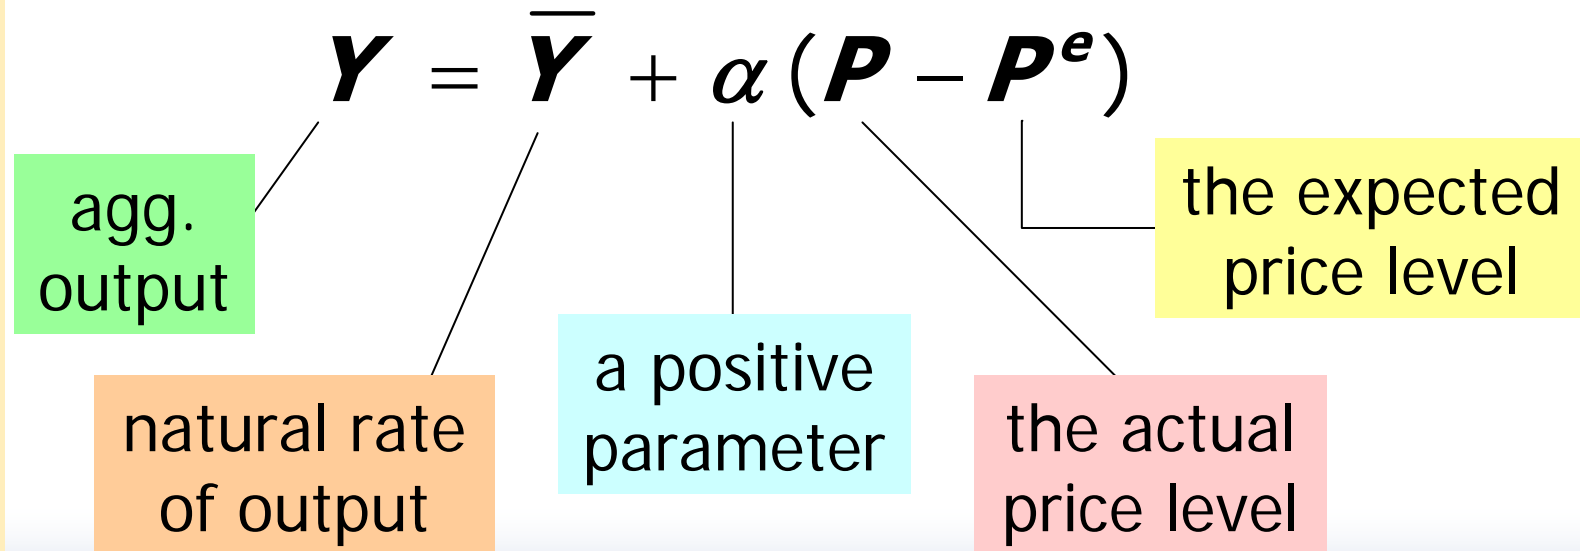 Y = Y̅ + α (P − Pᵉ)
agg.
output
natural rate
of output
a positive
parameter
the actual
price level
the expected
price level